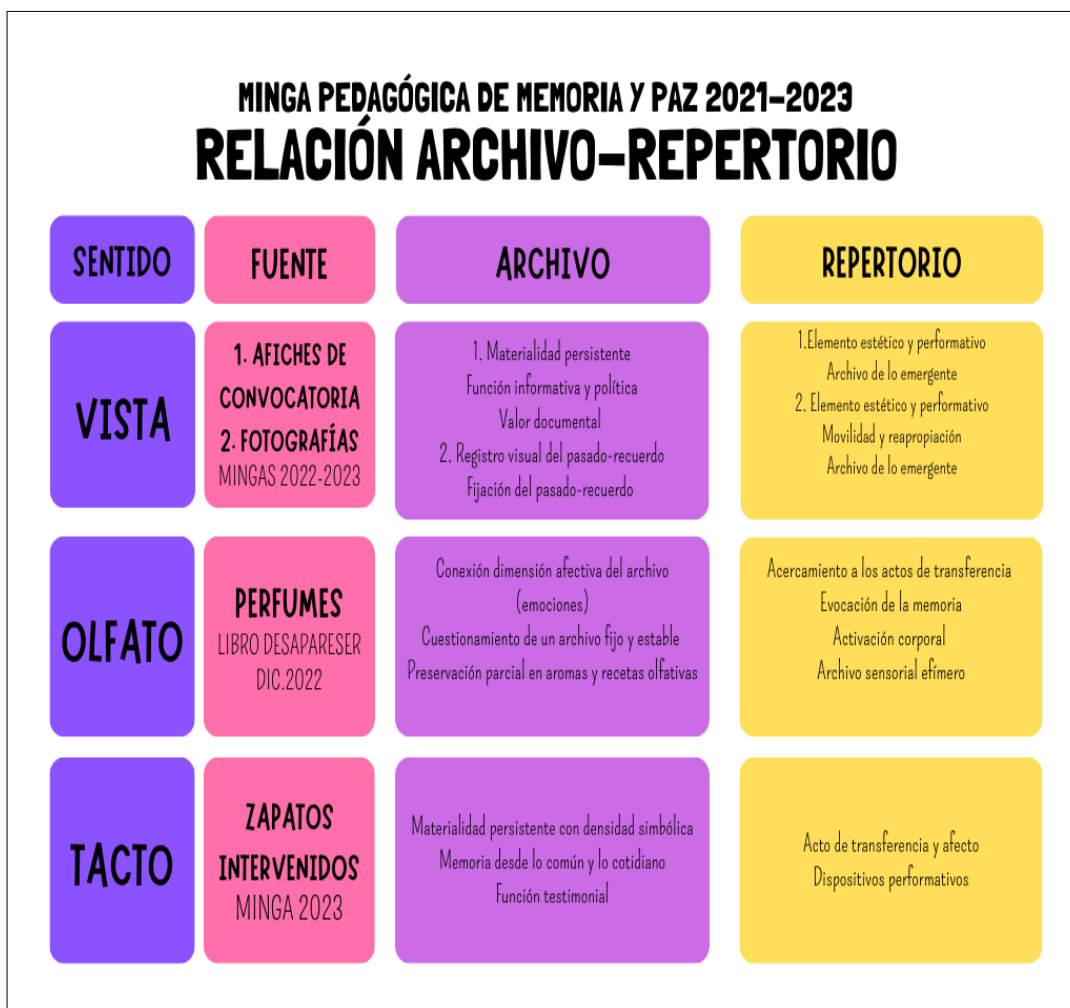 MINGA PEDAGÓGICA DE MEMORIA Y PAZ 2021-2023
RELACIÓN ARCHIVO-REPERTORIO
SENTIDO
FUENTE
ARCHIVO
REPERTORIO
VISTA
1. AFICHES DE
CONVOCATORIA
2. FOTOGRAFÍAS
MINGAS 2022-2023
1. Materialidad persistente
Función informativa y política
Valor documental
2. Registro visual del pasado-recuerdo
Fijación del pasado-recuerdo
1.Elemento estético y performativo
Archivo de lo emergente
2. Elemento estético y performativo
Movilidad y reapropiación
Archivo de lo emergente
OLFATO
PERFUMES
LIBRO DESAPARESER
DIC.2022
Conexión dimensión afectiva del archivo
(emociones)
Cuestionamiento de un archivo fijo y estable
Preservación parcial en aromas y recetas olfativas
Acercamiento a los actos de transferencia
Evocación de la memoria
Activación corporal
Archivo sensorial efímero
TACTO
ZAPATOS
INTERVENIDOS
MINGA 2023
Materialidad persistente con densidad simbólica
Memoria desde lo común y lo cotidiano
Función testimonial
Acto de transferencia y afecto
Dispositivos performativos